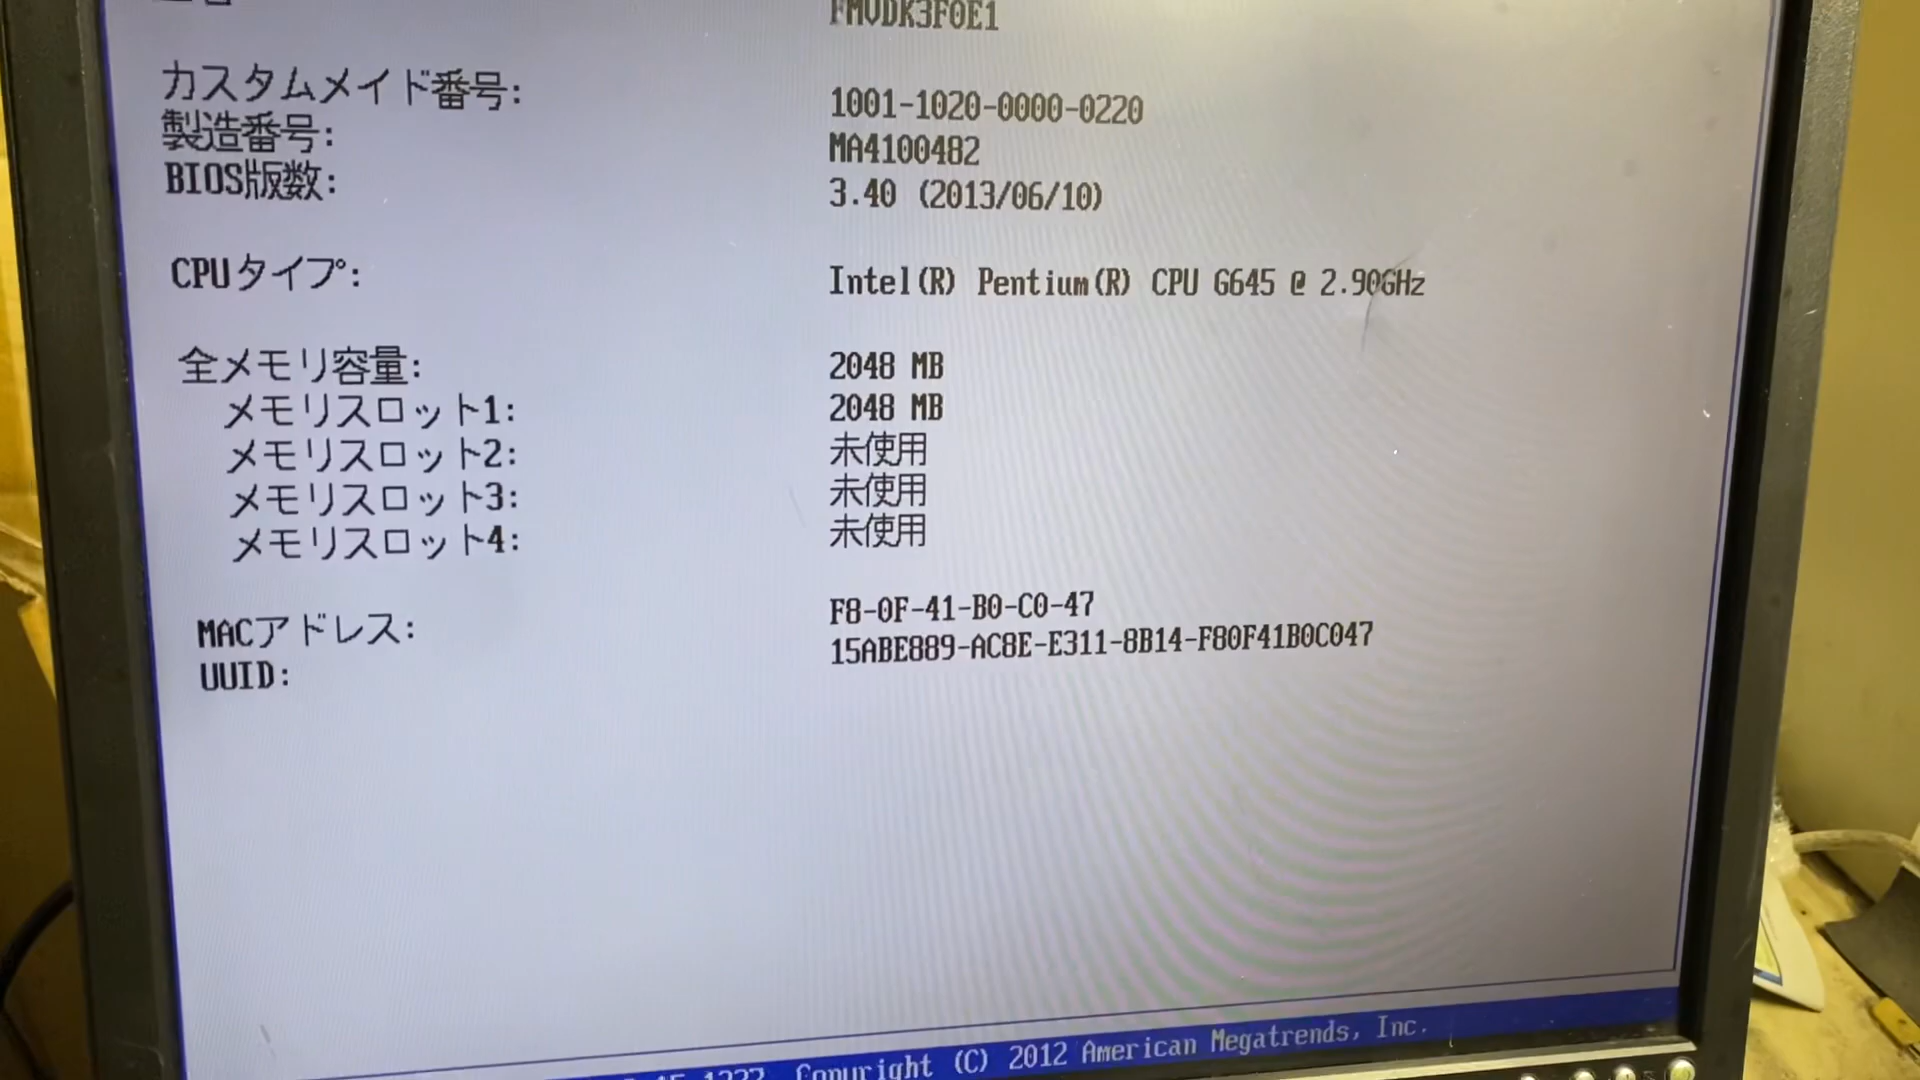 FMVDK3F0E1
カスタムメイド番号: 1001-1020-0000-0220
製造番号: MA4100482
BIOS版数: 3.40 (2013/06/10)
CPUタイプ: Intel(R) Pentium(R) CPU G645 @ 2.90GHz
全メモリ容量: 2048 MB
メモリスロット1: 2048 MB
メモリスロット2: 未使用
メモリスロット3: 未使用
メモリスロット4: 未使用
MACアドレス: F8-0F-41-B0-C0-47
UUID: 15ABE889-AC8E-E311-8B14-F80F41B0C047
Copyright (C) 2012 American Megatrends, Inc.